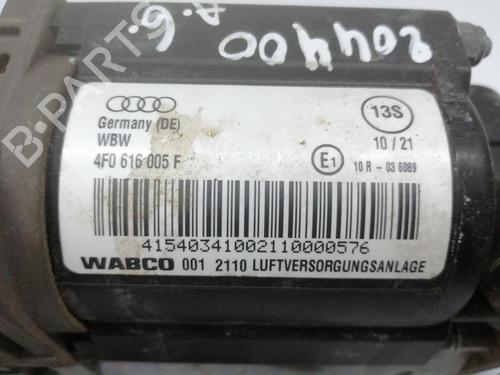 A.6.
204400
B-PARTS
Germany (DE)
WBW
4F0 616 005 F
13S
10/21
E1
10 R - 03 6089
41540341002110000576
WABCO 001 2110 LUFTVERSORGUNGSANLAGE